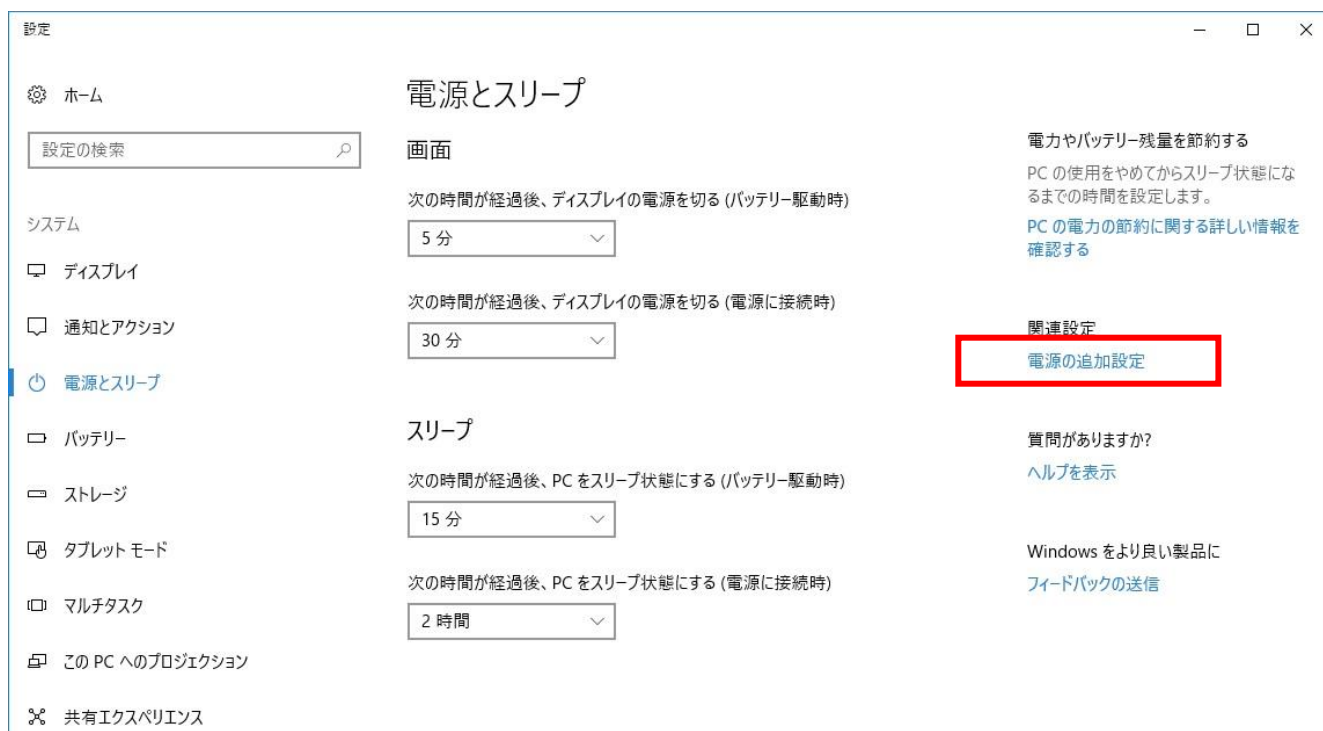 設定
ホーム
設定の検索
システム
ディスプレイ
通知とアクション
電源とスリープ
バッテリー
ストレージ
タブレット モード
マルチタスク
この PC へのプロジェクション
共有エクスペリエンス
電源とスリープ
画面
次の時間が経過後、ディスプレイの電源を切る (バッテリー駆動時)
5 分
次の時間が経過後、ディスプレイの電源を切る (電源に接続時)
30 分
スリープ
次の時間が経過後、PC をスリープ状態にする (バッテリー駆動時)
15 分
次の時間が経過後、PC をスリープ状態にする (電源に接続時)
2 時間
電力やバッテリー残量を節約する
PC の使用をやめてからスリープ状態にな
るまでの時間を設定します。
PC の電力の節約に関する詳しい情報を
確認する
関連設定
電源の追加設定
質問がありますか?
ヘルプを表示
Windows をより良い製品に
フィードバックの送信